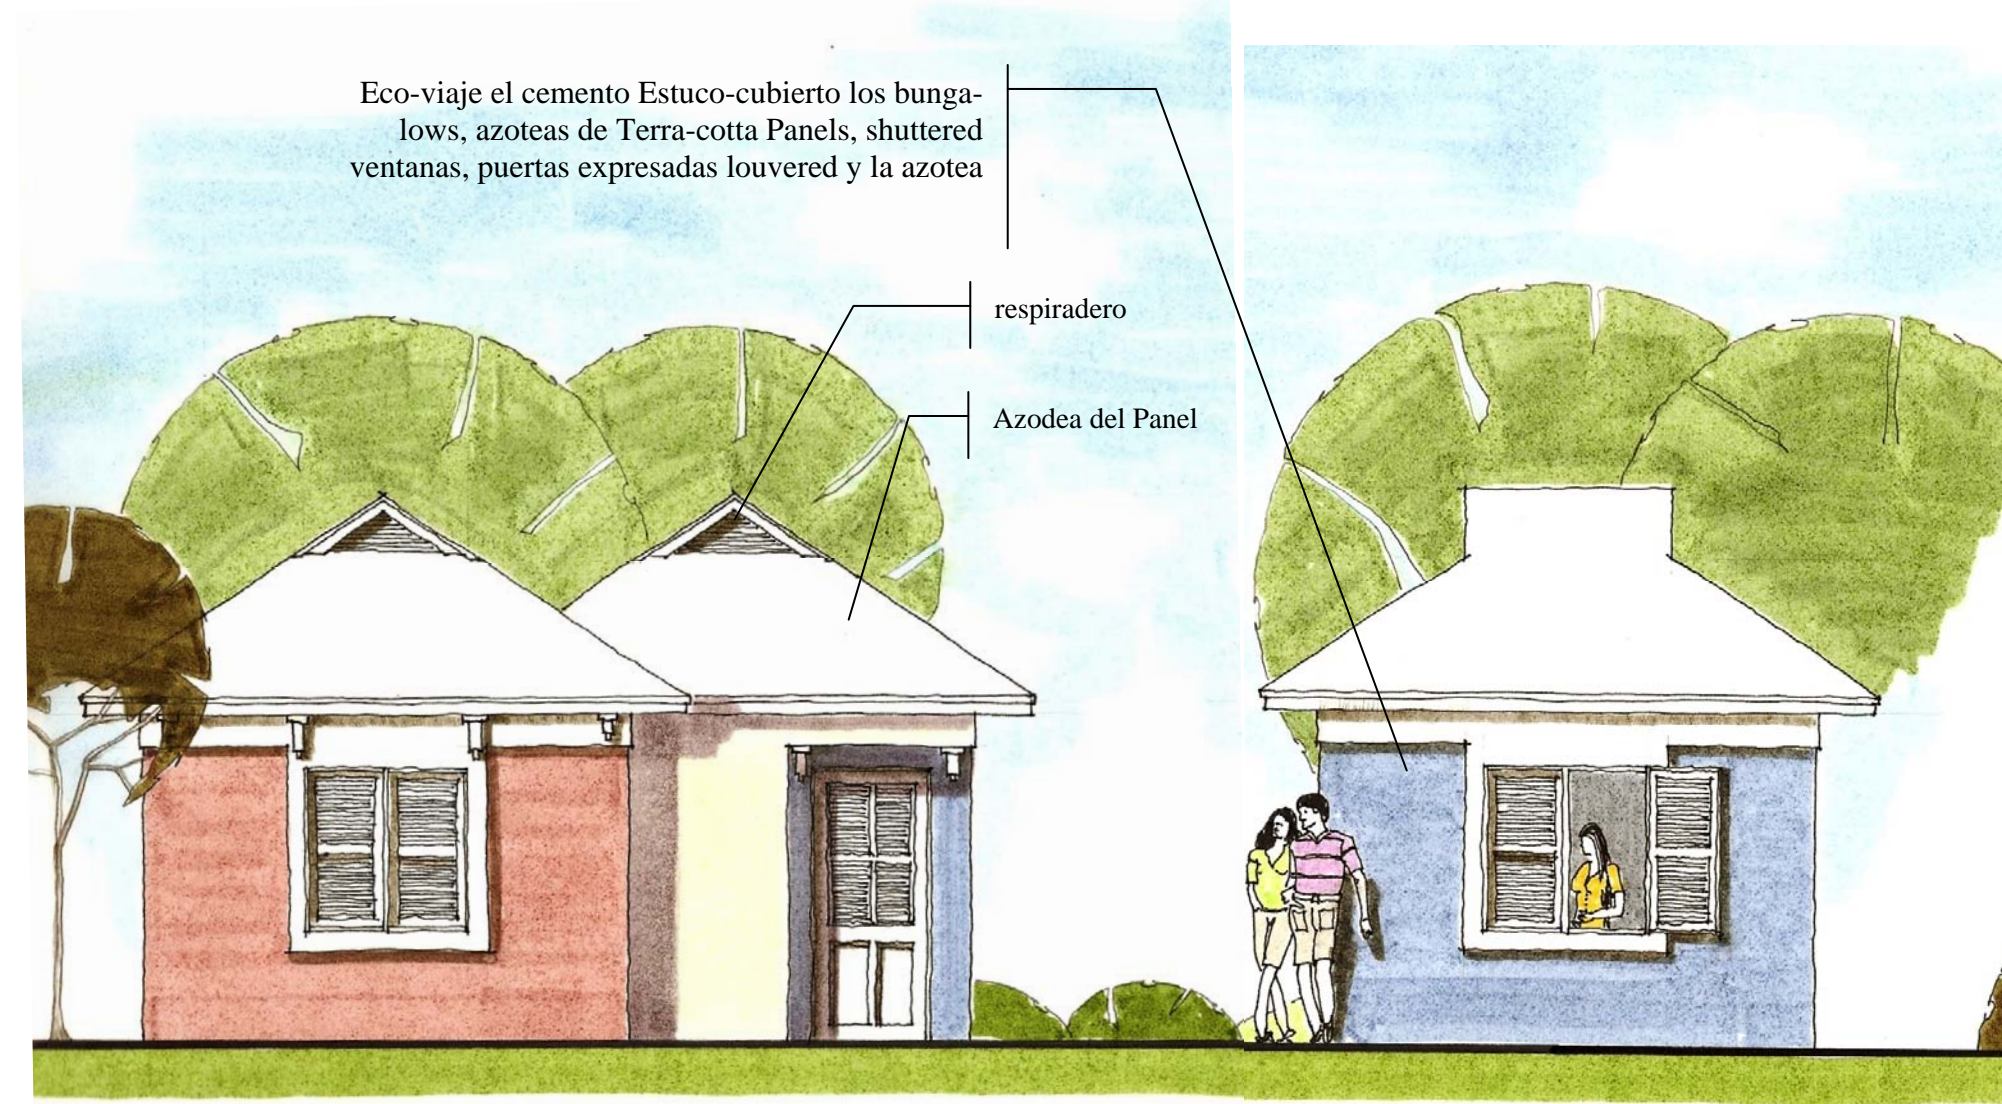 Eco-viaje el cemento Estuco-cubierto los bunga-
lows, azoteas de Terra-cotta Panels, shuttered
ventanas, puertas expresadas louvered y la azotea
respiradero
Azodea del Panel